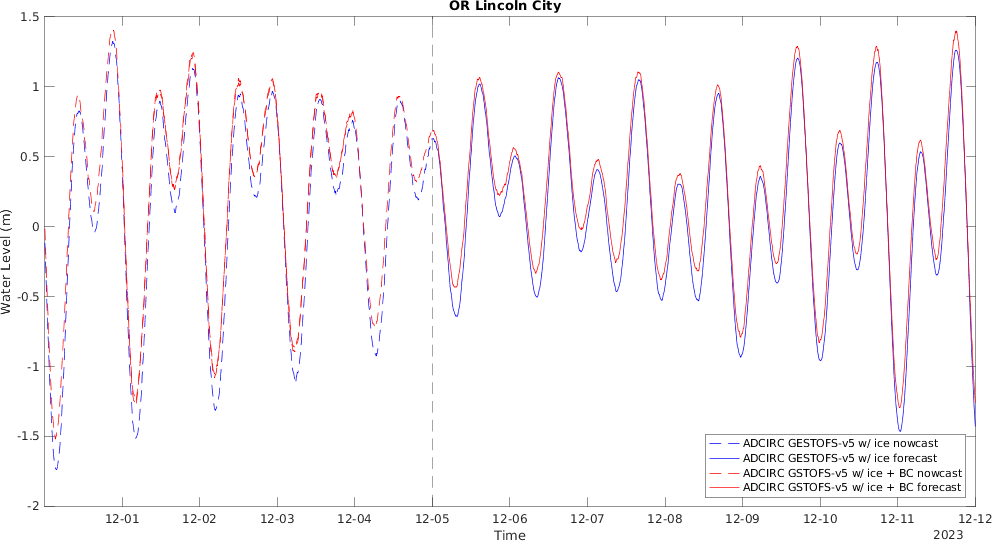 OR Lincoln City
1.5
1
0.5
0
-0.5
-1
-1.5
-2
Water Level (m)
ADCIRC GESTOFS-v5 w/ ice nowcast
ADCIRC GESTOFS-v5 w/ ice forecast
ADCIRC GSTOFS-v5 w/ ice + BC nowcast
ADCIRC GSTOFS-v5 w/ ice + BC forecast
12-01 12-02 12-03 12-04 12-05 12-06 12-07 12-08 12-09 12-10 12-11 12-12
Time
2023